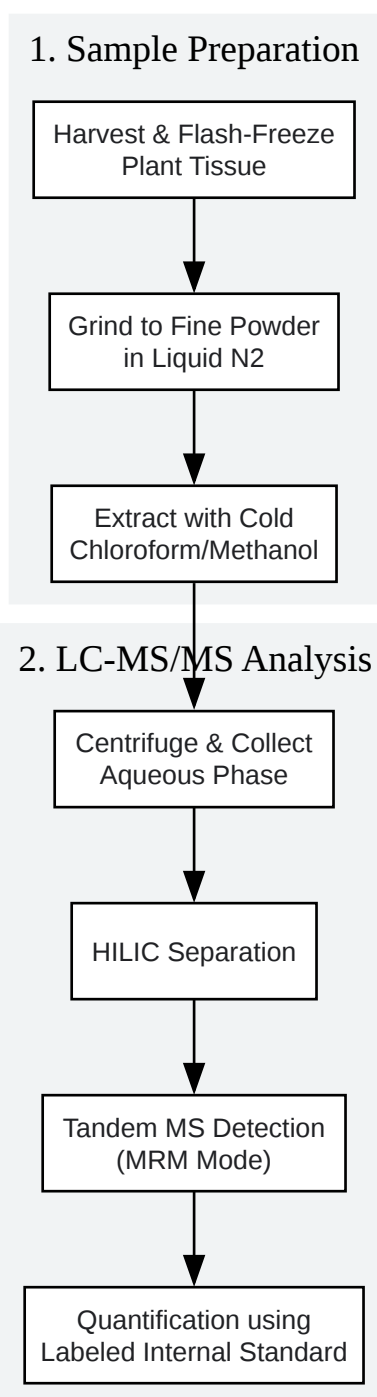 1. Sample Preparation
Harvest & Flash-Freeze
Plant Tissue
Grind to Fine Powder
in Liquid N2
Extract with Cold
Chloroform/Methanol
2. LC-MS/MS Analysis
Centrifuge & Collect
Aqueous Phase
HILIC Separation
Tandem MS Detection
(MRM Mode)
Quantification using
Labeled Internal Standard